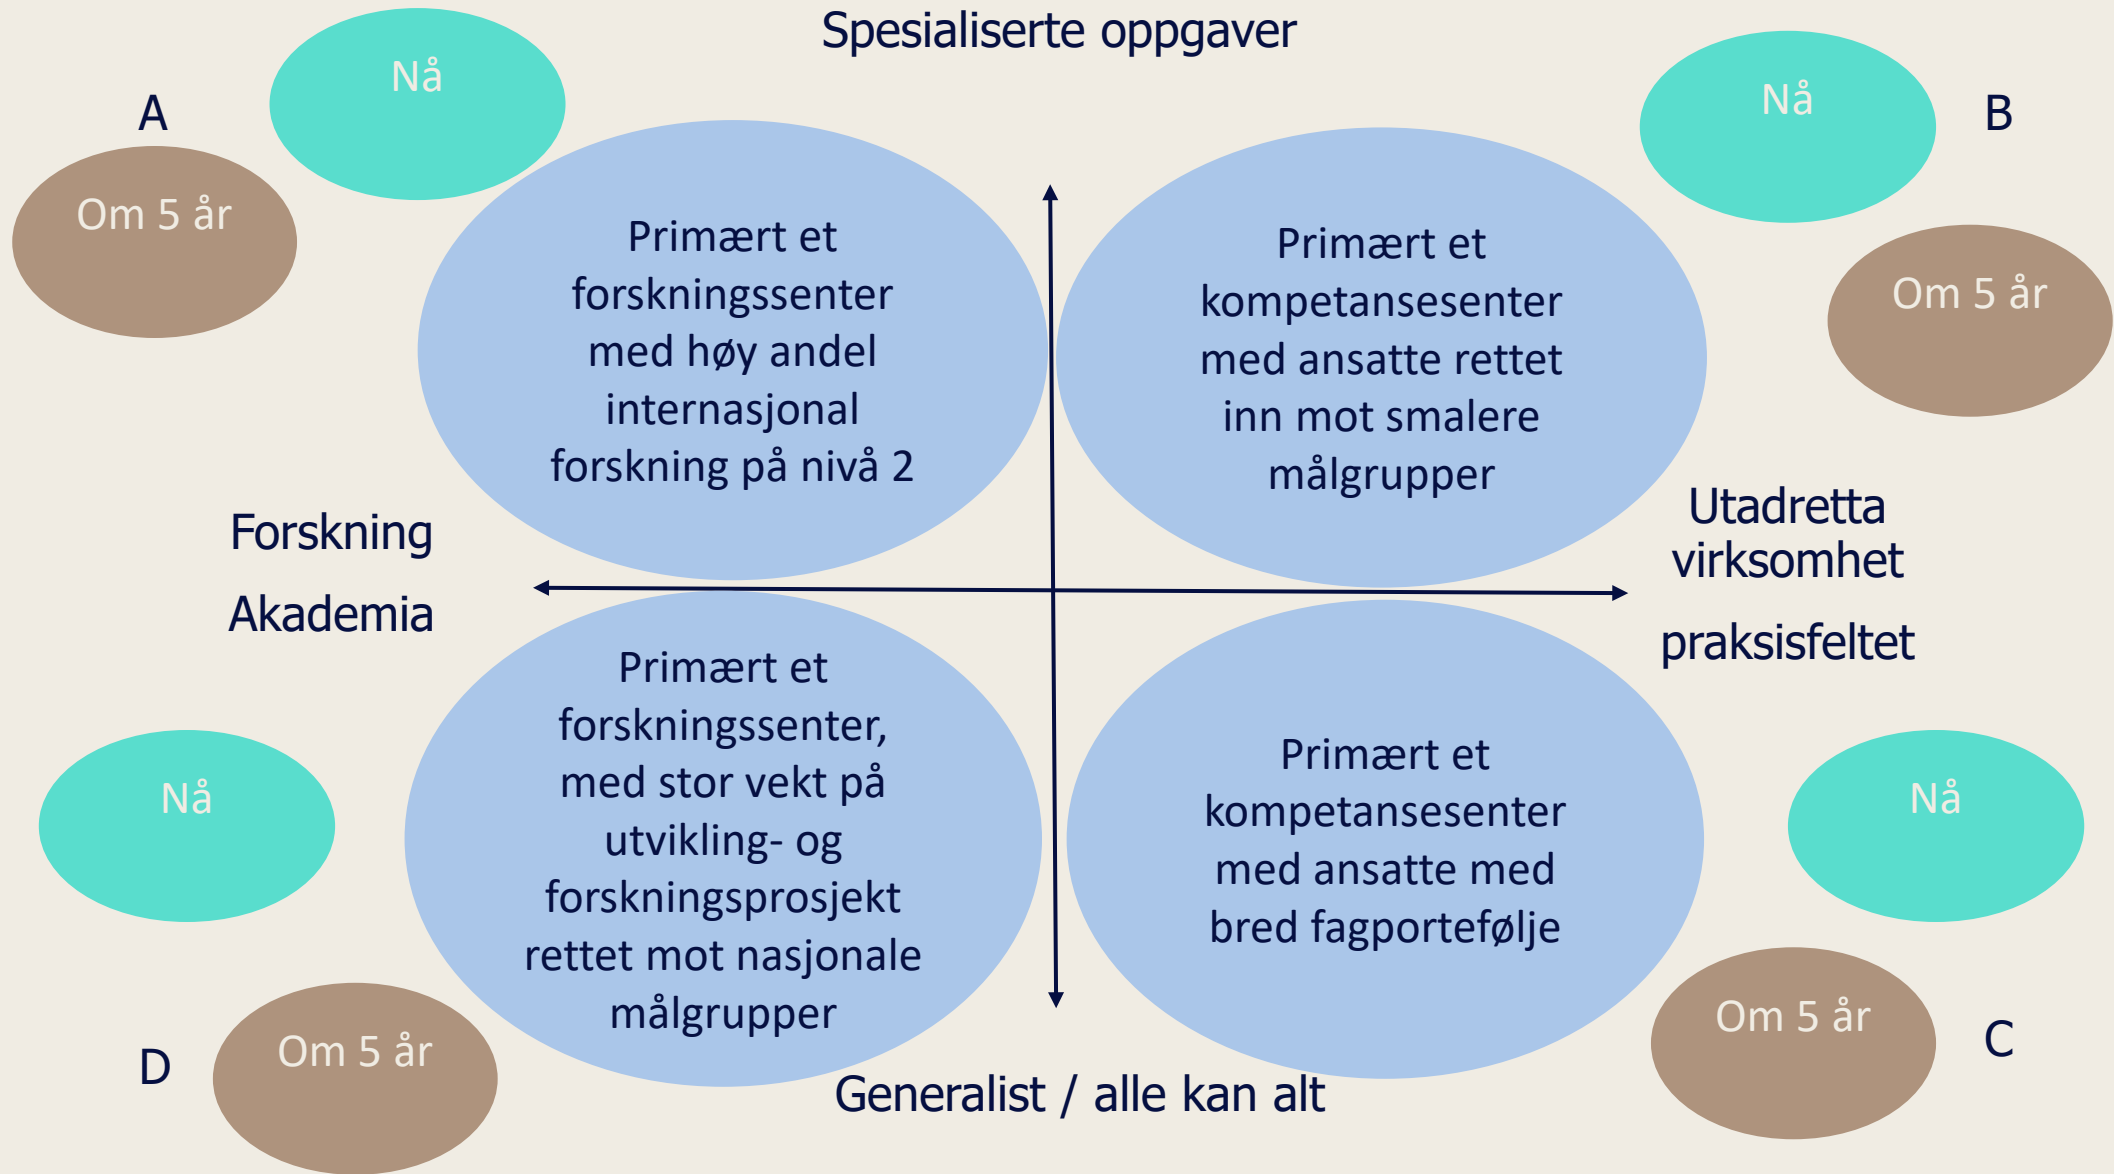 Spesialiserte oppgaver
A
Nå
Om 5 år
Primært et
forskningssenter
med høy andel
internasjonal
forskning på nivå 2
Primært et
kompetansesenter
med ansatte rettet
inn mot smalere
målgrupper
Nå
B
Om 5 år
Forskning
Akademia
Utadretta
virksomhet
praksisfeltet
Nå
D
Om 5 år
Primært et
forskningssenter,
med stor vekt på
utvikling- og
forskningsprosjekt
rettet mot nasjonale
målgrupper
Primært et
kompetansesenter
med ansatte med
bred fagportefølje
Nå
Om 5 år
C
Generalist / alle kan alt